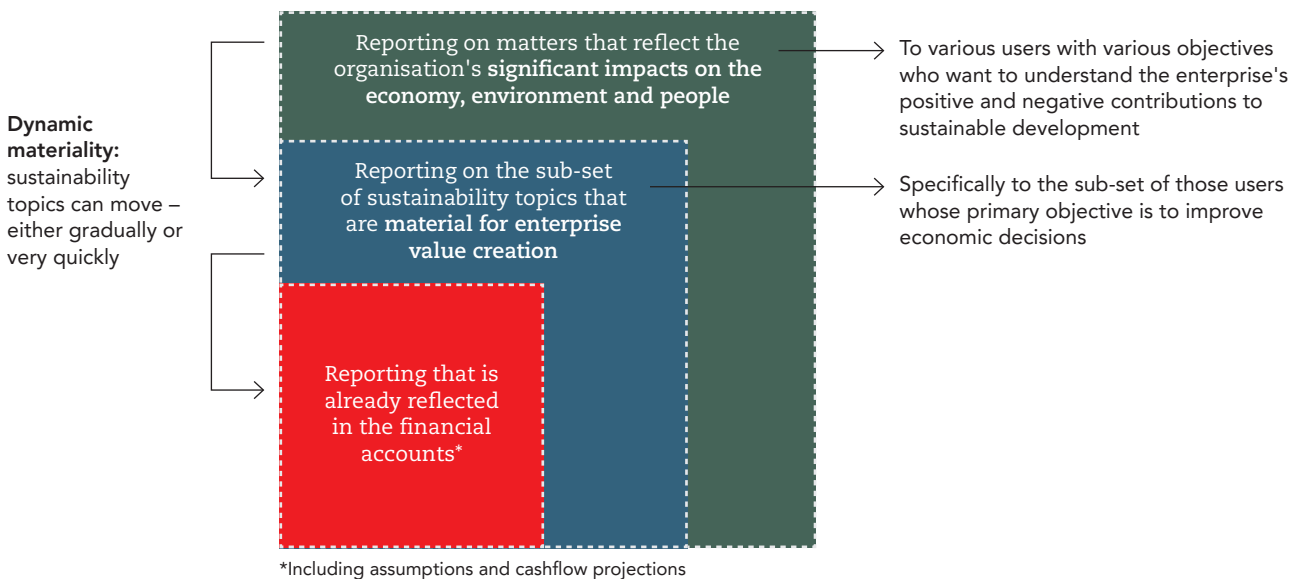 Reporting on matters that reflect the
organisation's significant impacts on the
economy, environment and people
To various users with various objectives
who want to understand the enterprise's
positive and negative contributions to
sustainable development
Dynamic
materiality:
sustainability
topics can move –
either gradually or
very quickly
Reporting on the sub-set
of sustainability topics that
are material for enterprise
value creation
Specifically to the sub-set of those users
whose primary objective is to improve
economic decisions
Reporting that is
already reflected
in the financial
accounts*
*Including assumptions and cashflow projections